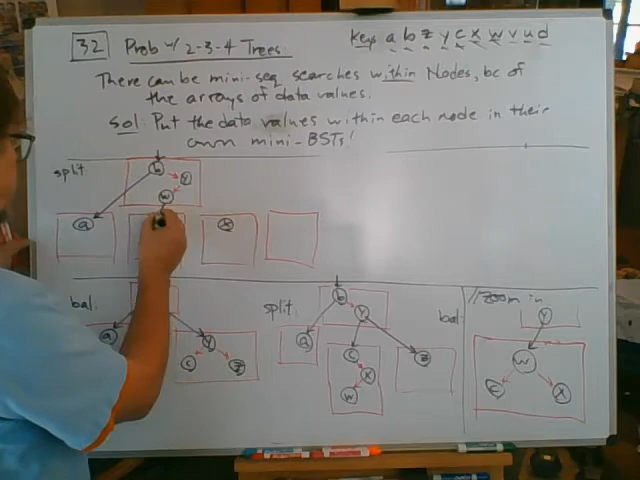 32 Prob w/ 2-3-4 Trees. Keys a b z y c x w v u d
There can be mini-seq searches within Nodes, bc of
the arrays of data values.
Sol: Put the data values within each node in their
own mini-BSTs!
split
b
y
w
a
x
bal.
a
y
c
z
split
b
y
a
c
x
w
z
bal.
//Zoom in
y
w
c
x